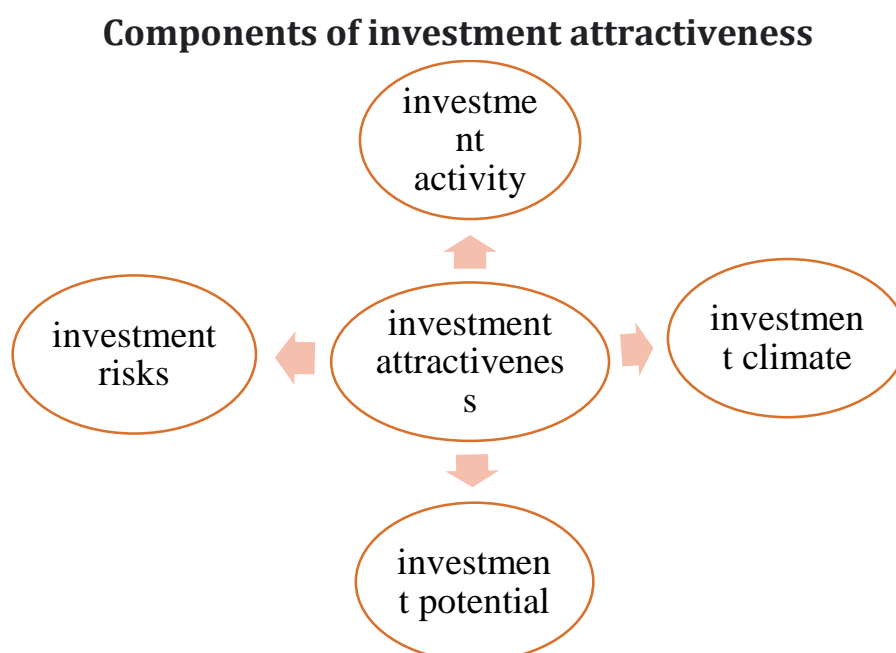 Components of investment attractiveness
investme
nt
activity
investment
risks
investment
attractivenes
s
investmen
t climate
investmen
t potential